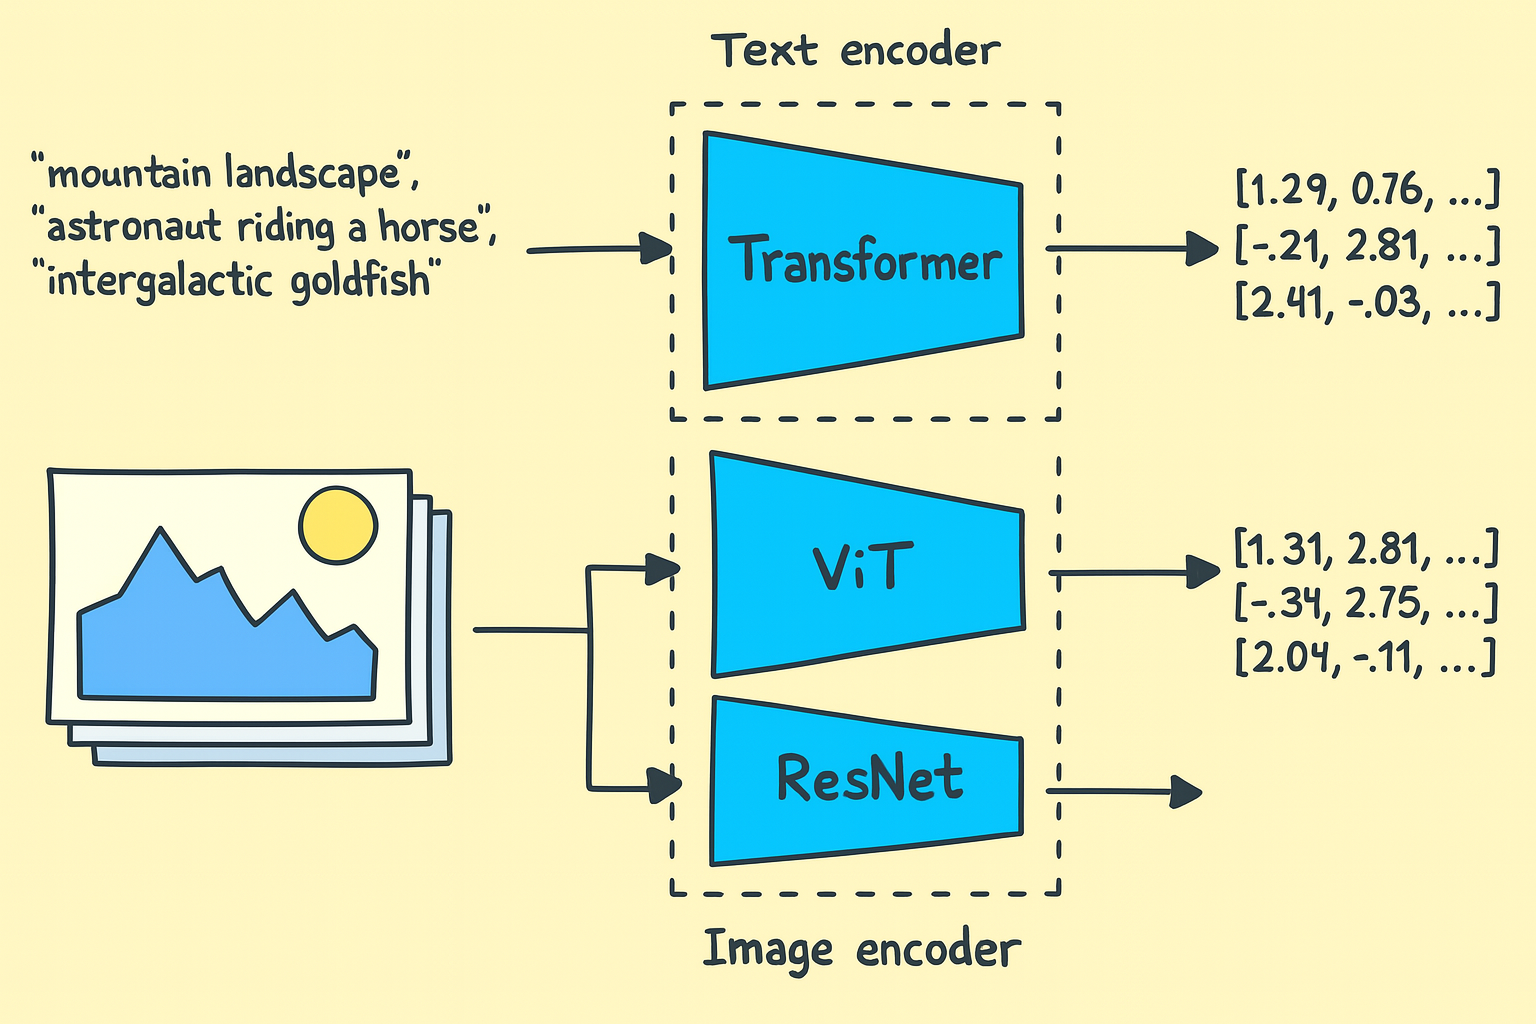 Text encoder
"mountain landscape",
"astronaut riding a horse",
"intergalactic goldfish"
Transformer
[1.29, 0.76, ...]
[-.21, 2.81, ...]
[2.41, -.03, ...]
ViT
[1.31, 2.81, ...]
[-.34, 2.75, ...]
[2.04, -.11, ...]
ResNet
Image encoder